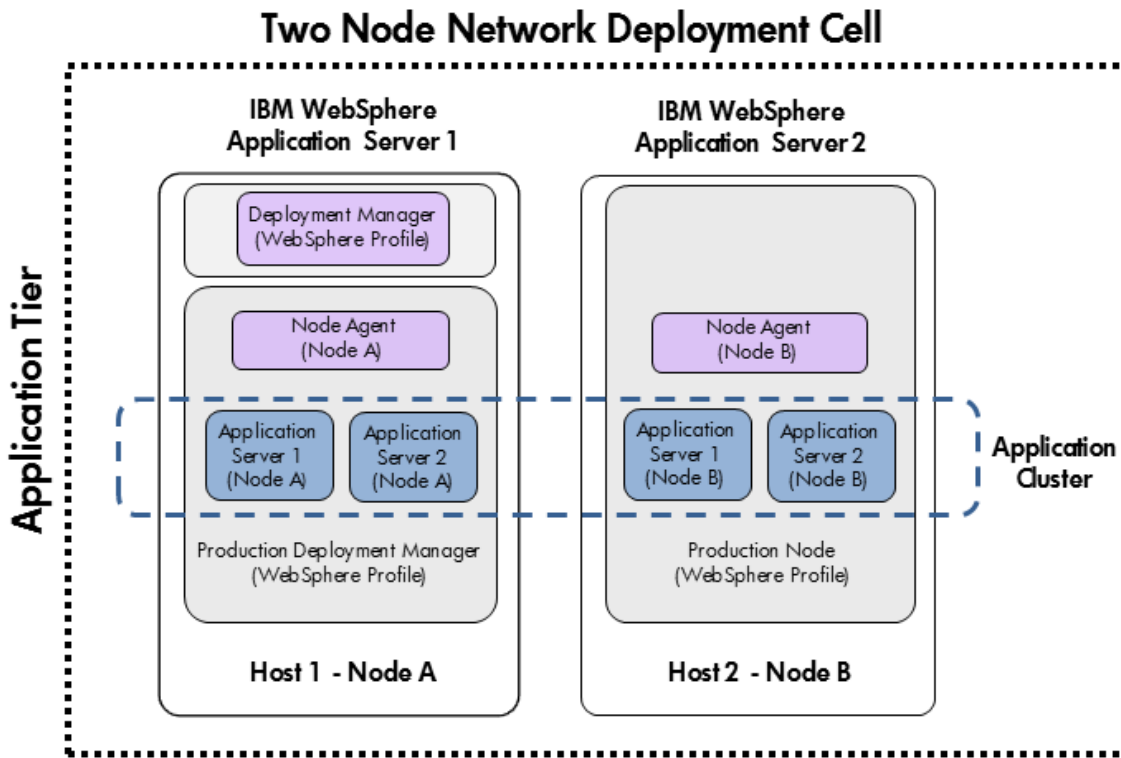 Two Node Network Deployment Cell
Application Tier
IBM WebSphere
Application Server 1
Deployment Manager
(WebSphere Profile)
Node Agent
(Node A)
Application
Server 1
(Node A)
Application
Server 2
(Node A)
Production Deployment Manager
(WebSphere Profile)
Host 1 - Node A
IBM WebSphere
Application Server 2
Node Agent
(Node B)
Application
Server 1
(Node B)
Application
Server 2
(Node B)
Production Node
(WebSphere Profile)
Host 2 - Node B
Application
Cluster